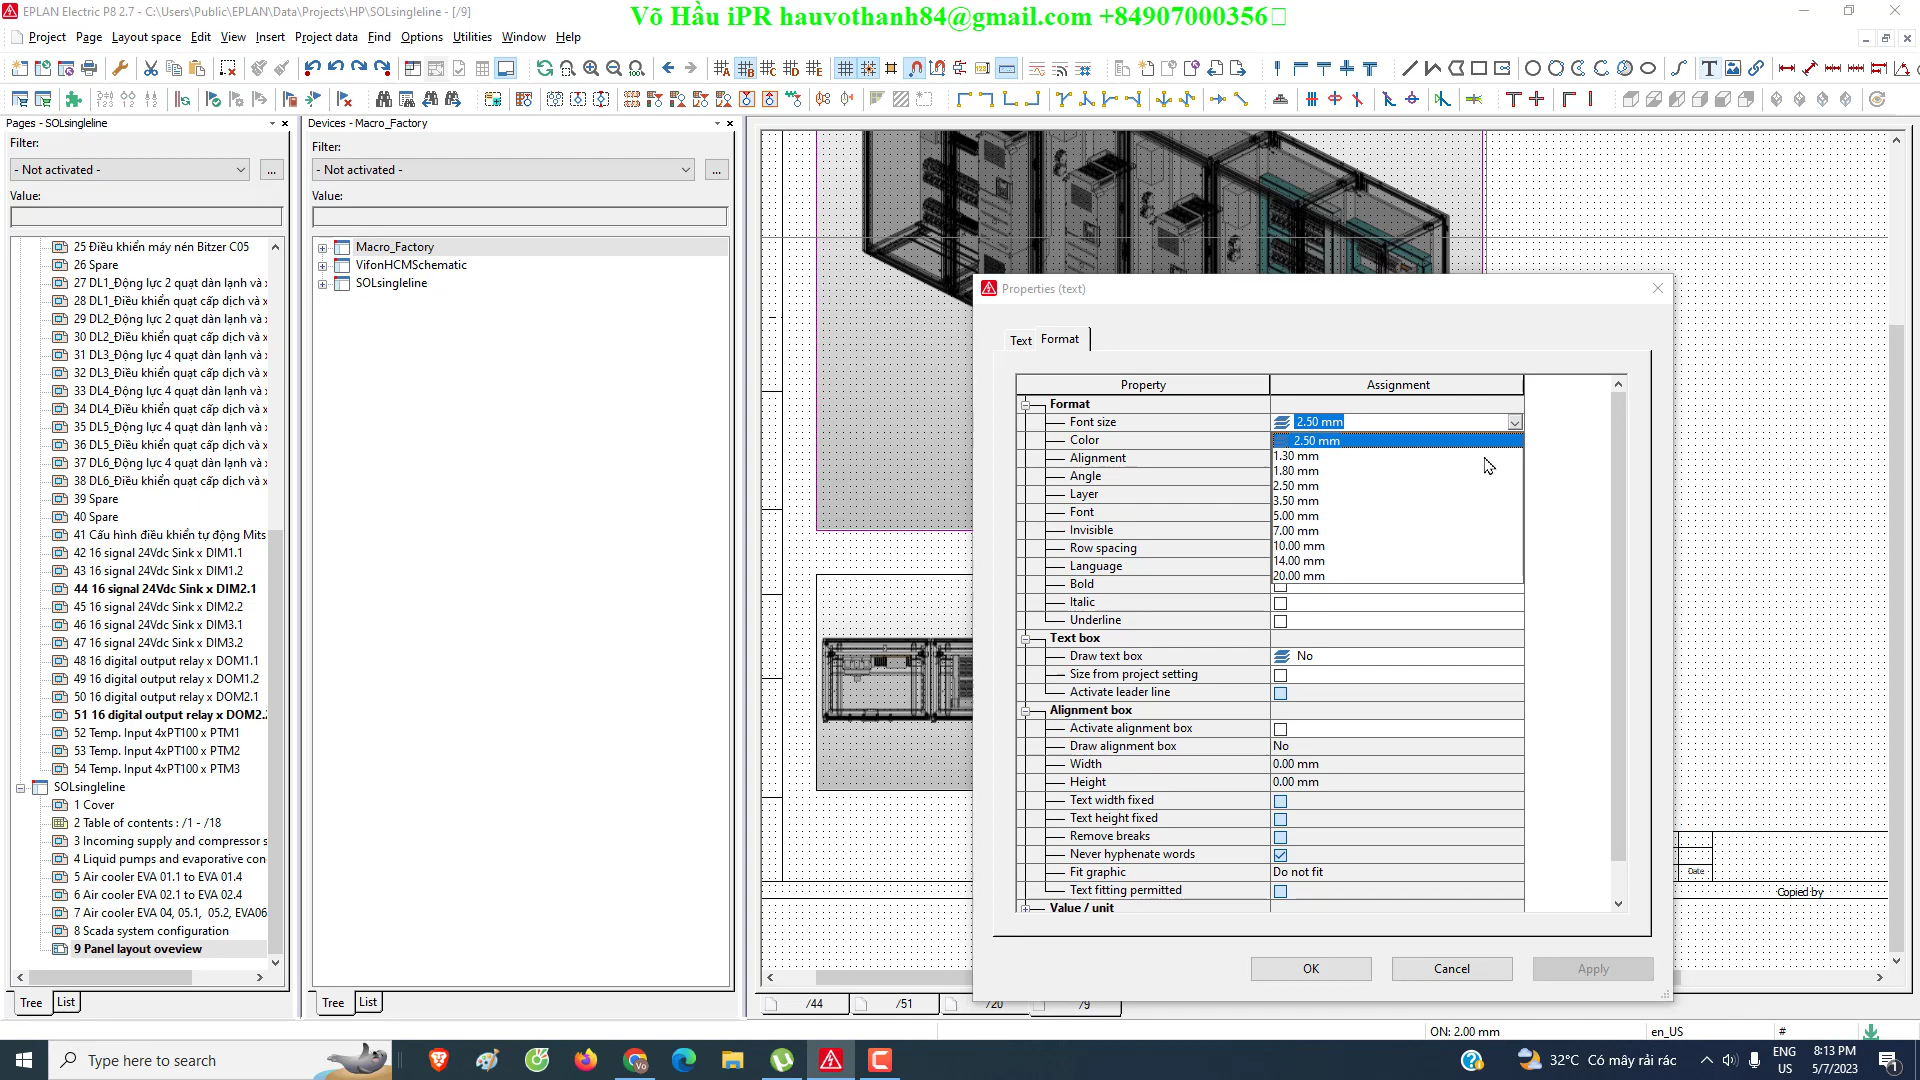 EPLAN Electric P8 2.7 - C:\Users\Public\EPLAN\Data\Projects\HP\SOLsingleline - [/9]
Võ Hầu iPR hauvothanh84@gmail.com +84907000356
Project Page Layout space Edit View Insert Project data Find Options Utilities Window Help
Pages - SOLsingleline
Filter:
- Not activated -
...
Value:
25 Điều khiển máy nén Bitzer C05
26 Spare
27 DL1_Động lực 2 quạt cấp dịch và x
28 DL1_Điều khiển quạt cấp dịch và x
29 DL2_Động lực 2 quạt cấp dịch và x
30 DL2_Điều khiển quạt cấp dịch và x
31 DL3_Động lực 4 quạt dàn lạnh và x
32 DL3_Điều khiển quạt cấp dịch và x
33 DL4_Động lực 4 quạt dàn lạnh và x
34 DL4_Điều khiển quạt cấp dịch và x
35 DL5_Động lực 4 quạt dàn lạnh và x
36 DL5_Điều khiển quạt cấp dịch và x
37 DL6_Động lực 4 quạt dàn lạnh và x
38 DL6_Điều khiển quạt cấp dịch và x
39 Spare
40 Spare
41 Cấu hình điều khiển tự động Mits
42 16 signal 24Vdc Sink x DIM1.1
43 16 signal 24Vdc Sink x DIM1.2
44 16 signal 24Vdc Sink x DIM2.1
45 16 signal 24Vdc Sink x DIM2.2
46 16 signal 24Vdc Sink x DIM3.1
47 16 signal 24Vdc Sink x DIM3.2
48 16 digital output relay x DOM1.1
49 16 digital output relay x DOM1.2
50 16 digital output relay x DOM2.1
51 16 digital output relay x DOM2.2
52 Temp. Input 4xPT100 x PTM1
53 Temp. Input 4xPT100 x PTM2
54 Temp. Input 4xPT100 x PTM3
SOLsingleline
1 Cover
2 Table of contents : /1 - /18
3 Incoming supply and compressor s
4 Liquid pumps and evaporative con
5 Air cooler EVA 01.1 to EVA 01.4
6 Air cooler EVA 02.1 to EVA 02.4
7 Air cooler EVA 04, 05.1, 05.2, EVA06
8 Scada system configuration
9 Panel layout oveview
Tree List
Devices - Macro_Factory
Filter:
- Not activated -
...
Value:
Macro_Factory
VifonHCMSchematic
SOLsingleline
Tree List
Properties (text)
Text Format
Property Assignment
Format
Font size 2.50 mm
Color
Alignment
Angle
Layer
Font
Invisible
Row spacing
Language
Bold
Italic
Underline
2.50 mm
1.30 mm
1.80 mm
2.50 mm
3.50 mm
5.00 mm
7.00 mm
10.00 mm
14.00 mm
20.00 mm
Text box
Draw text box No
Size from project setting
Activate leader line
Alignment box
Activate alignment box
Draw alignment box No
Width 0.00 mm
Height 0.00 mm
Text width fixed
Text height fixed
Remove breaks
Never hyphenate words
Fit graphic Do not fit
Text fitting permitted
Value / unit
OK Cancel Apply
Date
Copied by
/44 /51 /20 /9
ON: 2.00 mm en_US #
Type here to search
32°C Có mây rải rác
ENG
US
8:13 PM
5/7/2023
1